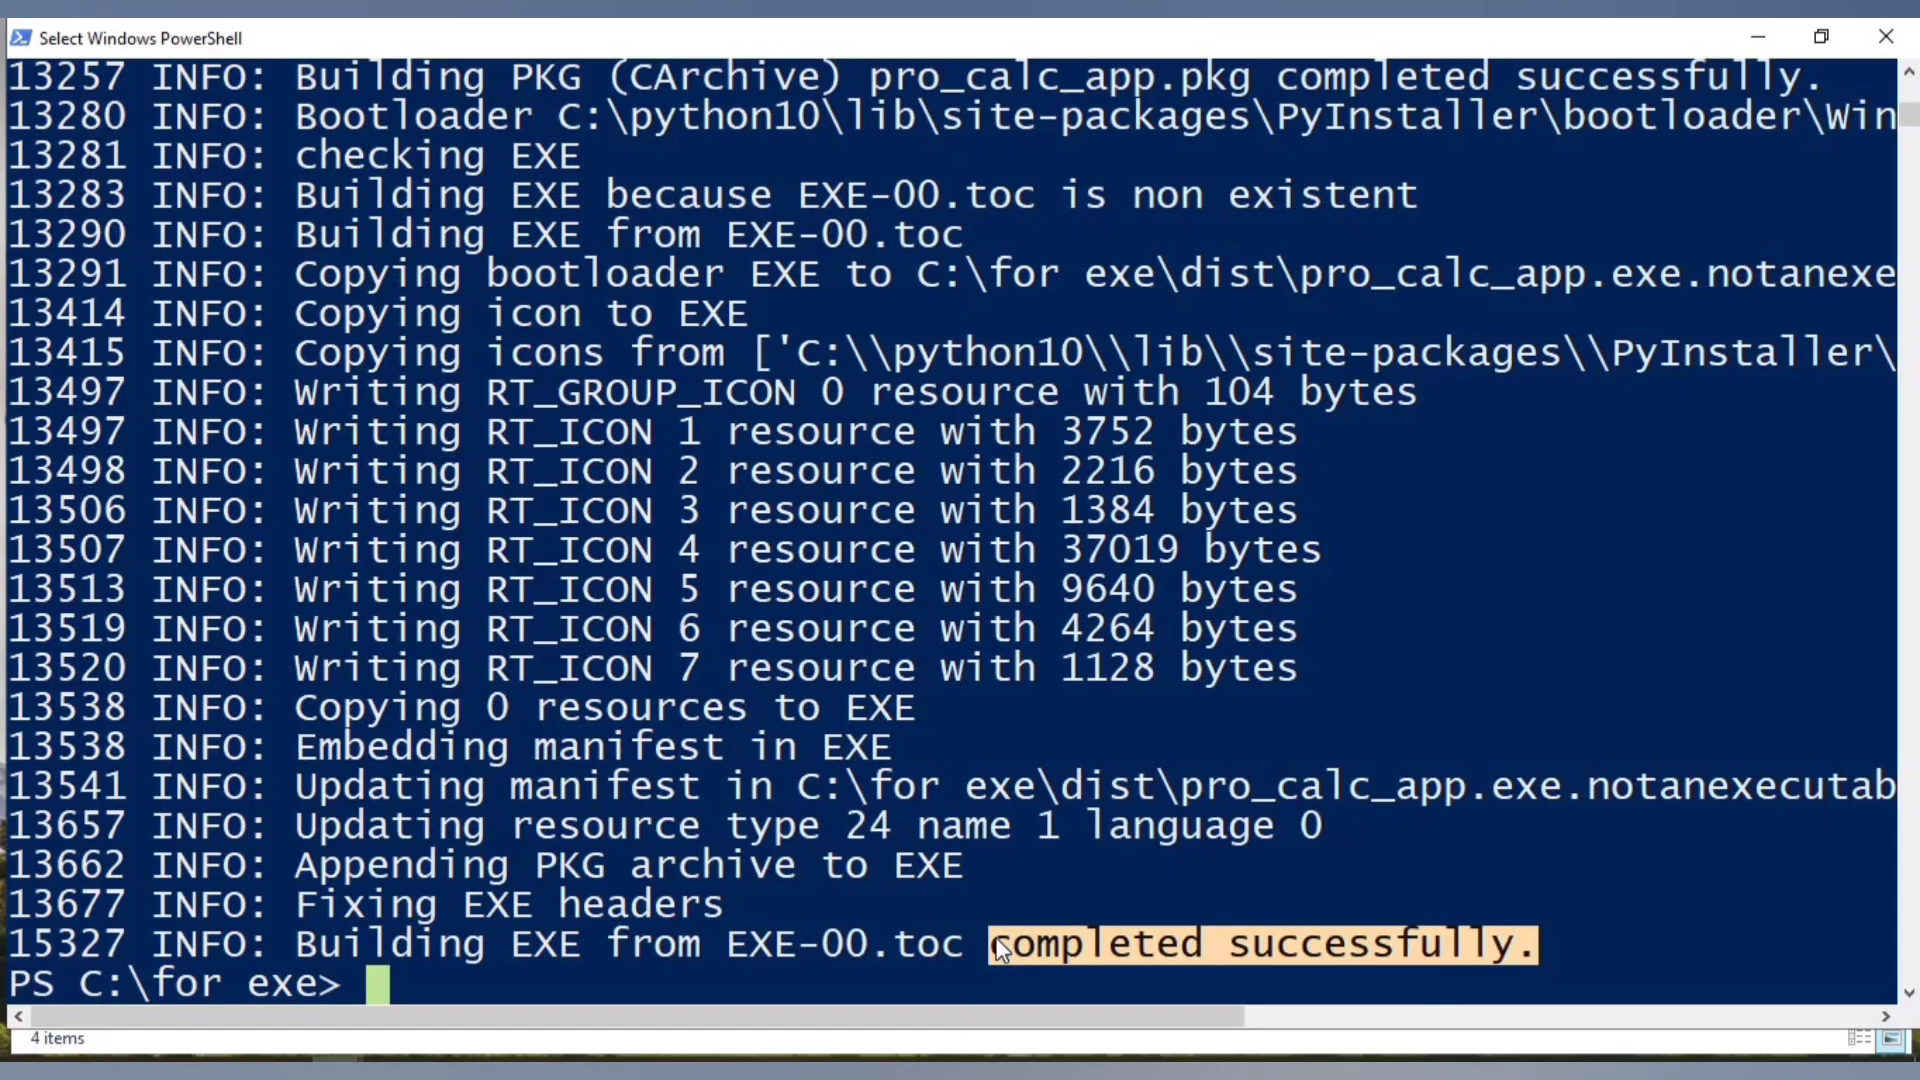 Select Windows PowerShell
13257 INFO: Building PKG (CArchive) pro_calc_app.pkg completed successfully.
13280 INFO: Bootloader C:\python10\lib\site-packages\PyInstaller\bootloader\Win
13281 INFO: checking EXE
13283 INFO: Building EXE because EXE-00.toc is non existent
13290 INFO: Building EXE from EXE-00.toc
13291 INFO: Copying bootloader EXE to C:\for exe\dist\pro_calc_app.exe.notanexe
13414 INFO: Copying icon to EXE
13415 INFO: Copying icons from ['C:\\python10\\lib\\site-packages\\PyInstaller\
13497 INFO: Writing RT_GROUP_ICON 0 resource with 104 bytes
13497 INFO: Writing RT_ICON 1 resource with 3752 bytes
13498 INFO: Writing RT_ICON 2 resource with 2216 bytes
13506 INFO: Writing RT_ICON 3 resource with 1384 bytes
13507 INFO: Writing RT_ICON 4 resource with 37019 bytes
13513 INFO: Writing RT_ICON 5 resource with 9640 bytes
13519 INFO: Writing RT_ICON 6 resource with 4264 bytes
13520 INFO: Writing RT_ICON 7 resource with 1128 bytes
13538 INFO: Copying 0 resources to EXE
13538 INFO: Embedding manifest in EXE
13541 INFO: Updating manifest in C:\for exe\dist\pro_calc_app.exe.notanexecutab
13657 INFO: Updating resource type 24 name 1 language 0
13662 INFO: Appending PKG archive to EXE
13677 INFO: Fixing EXE headers
15327 INFO: Building EXE from EXE-00.toc completed successfully.
PS C:\for exe>
4 items